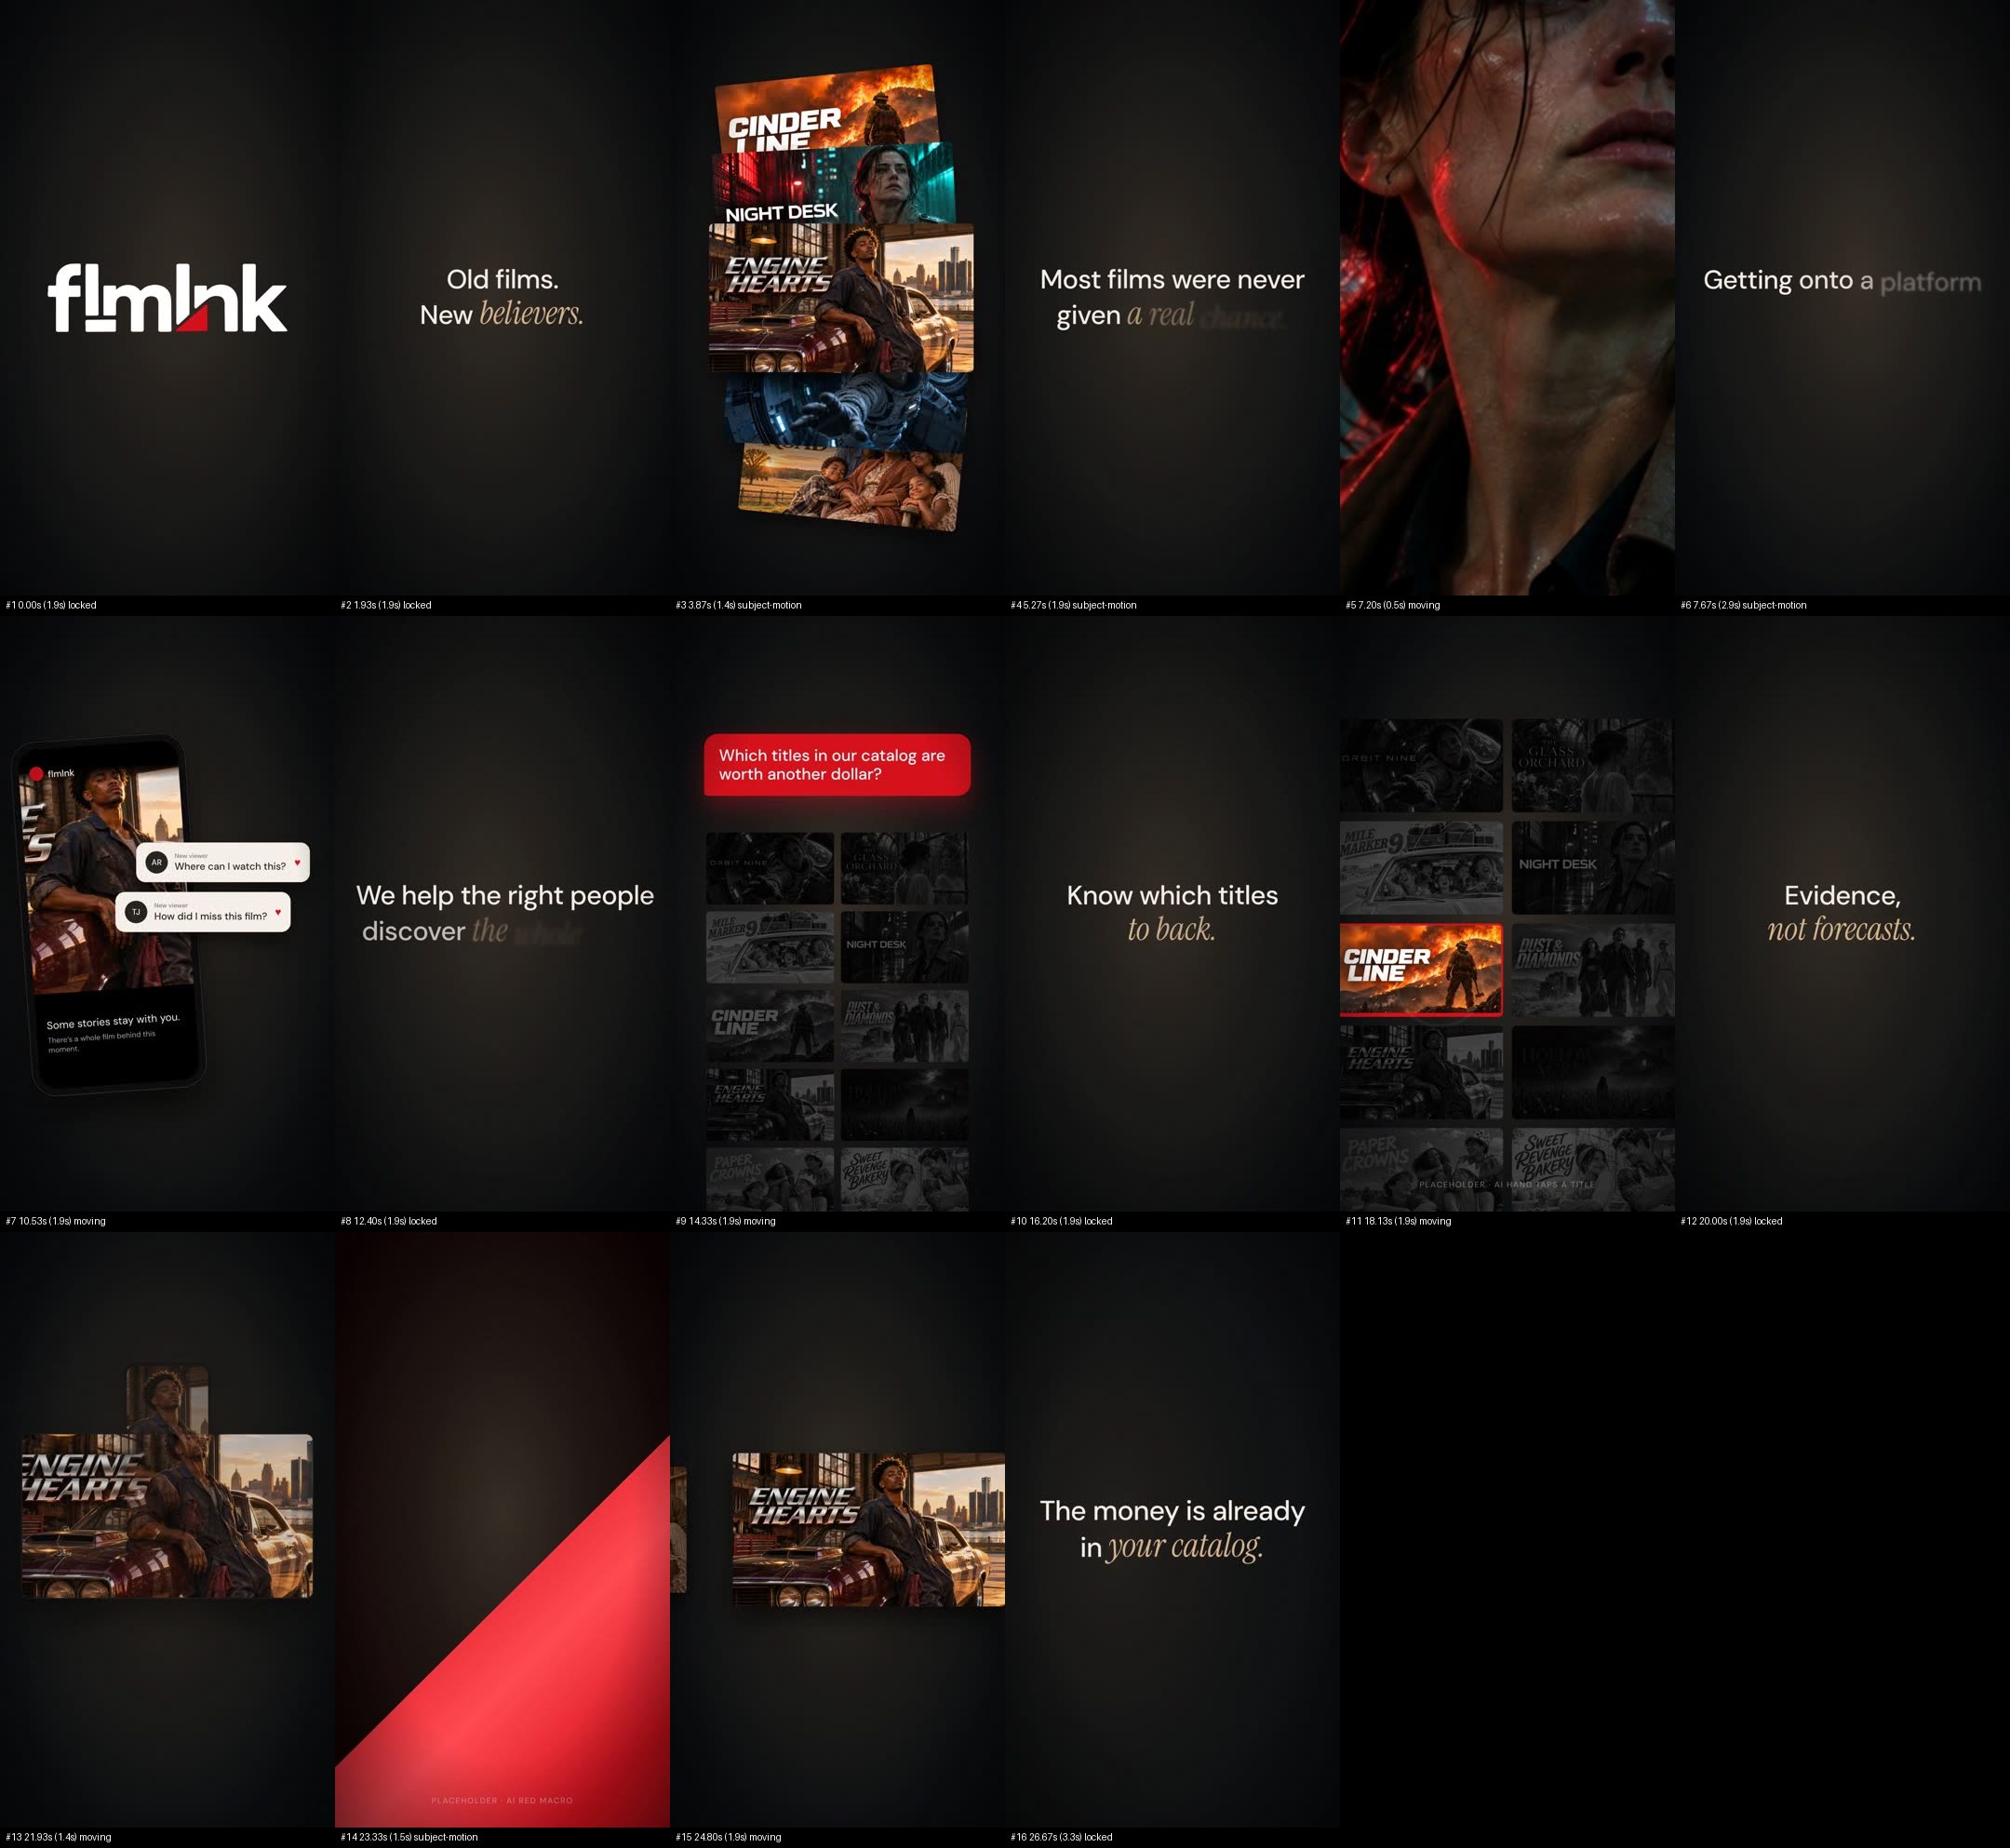 flmlnk
#1 0.00s (1.9s) locked
Old films.
New believers.
#2 1.93s (1.9s) locked
CINDER
LINE
NIGHT DESK
ENGINE
HEARTS
#3 3.87s (1.4s) subject-motion
Most films were never
given a real chance.
#4 5.27s (1.9s) subject-motion
#5 7.20s (0.5s) moving
Getting onto a platform
#6 7.67s (2.9s) subject-motion
flmlnk
New viewer
AR
Where can I watch this?
New viewer
TJ
How did I miss this film?
Some stories stay with you.
There's a whole film behind this
moment.
#7 10.53s (1.9s) moving
We help the right people
discover the whole
#8 12.40s (1.9s) locked
Which titles in our catalog are
worth another dollar?
ORBIT NINE
GLASS
ORCHARD
MILE
MARKER 9
NIGHT DESK
CINDER
LINE
DUST &
DIAMONDS
ENGINE
HEARTS
PAPER
CROWNS
SWEET
REVENGE
BAKERY
#9 14.33s (1.9s) moving
Know which titles
to back.
#10 16.20s (1.9s) locked
ORBIT NINE
GLASS
ORCHARD
MILE
MARKER 9
NIGHT DESK
CINDER
LINE
DUST &
DIAMONDS
ENGINE
HEARTS
HOLLOW
PAPER
CROWNS
SWEET
REVENGE
BAKERY
PLACEHOLDER · AI HAND TAPS A TITLE
#11 18.13s (1.9s) moving
Evidence,
not forecasts.
#12 20.00s (1.9s) locked
ENGINE
HEARTS
#13 21.93s (1.4s) moving
PLACEHOLDER · AI RED MACRO
#14 23.33s (1.5s) subject-motion
ENGINE
HEARTS
#15 24.80s (1.9s) moving
The money is already
in your catalog.
#16 26.67s (3.3s) locked